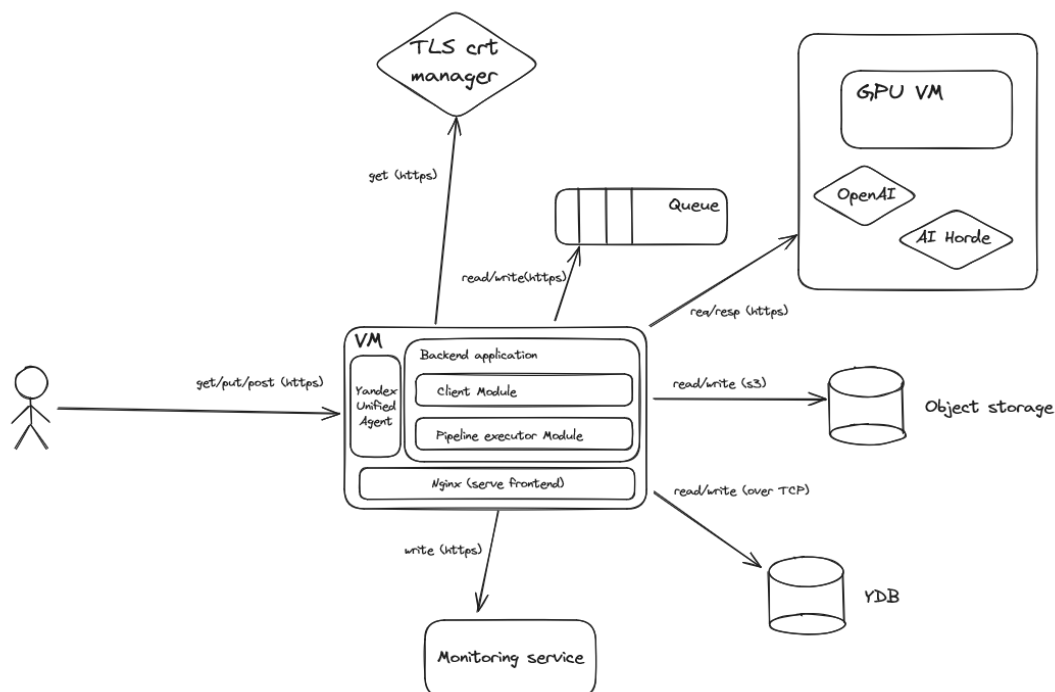 TLS crt
manager
GPU VM
get (https)
OpenAI
Queue
AI Horde
read/write(https)
req/resp (https)
VM
Backend application
get/put/post (https)
Yandex
Unified
Agent
Client Module
read/write (s3)
Object storage
Pipeline executor Module
Nginx (serve frontend)
read/write (over TCP)
write (https)
YDB
Monitoring service